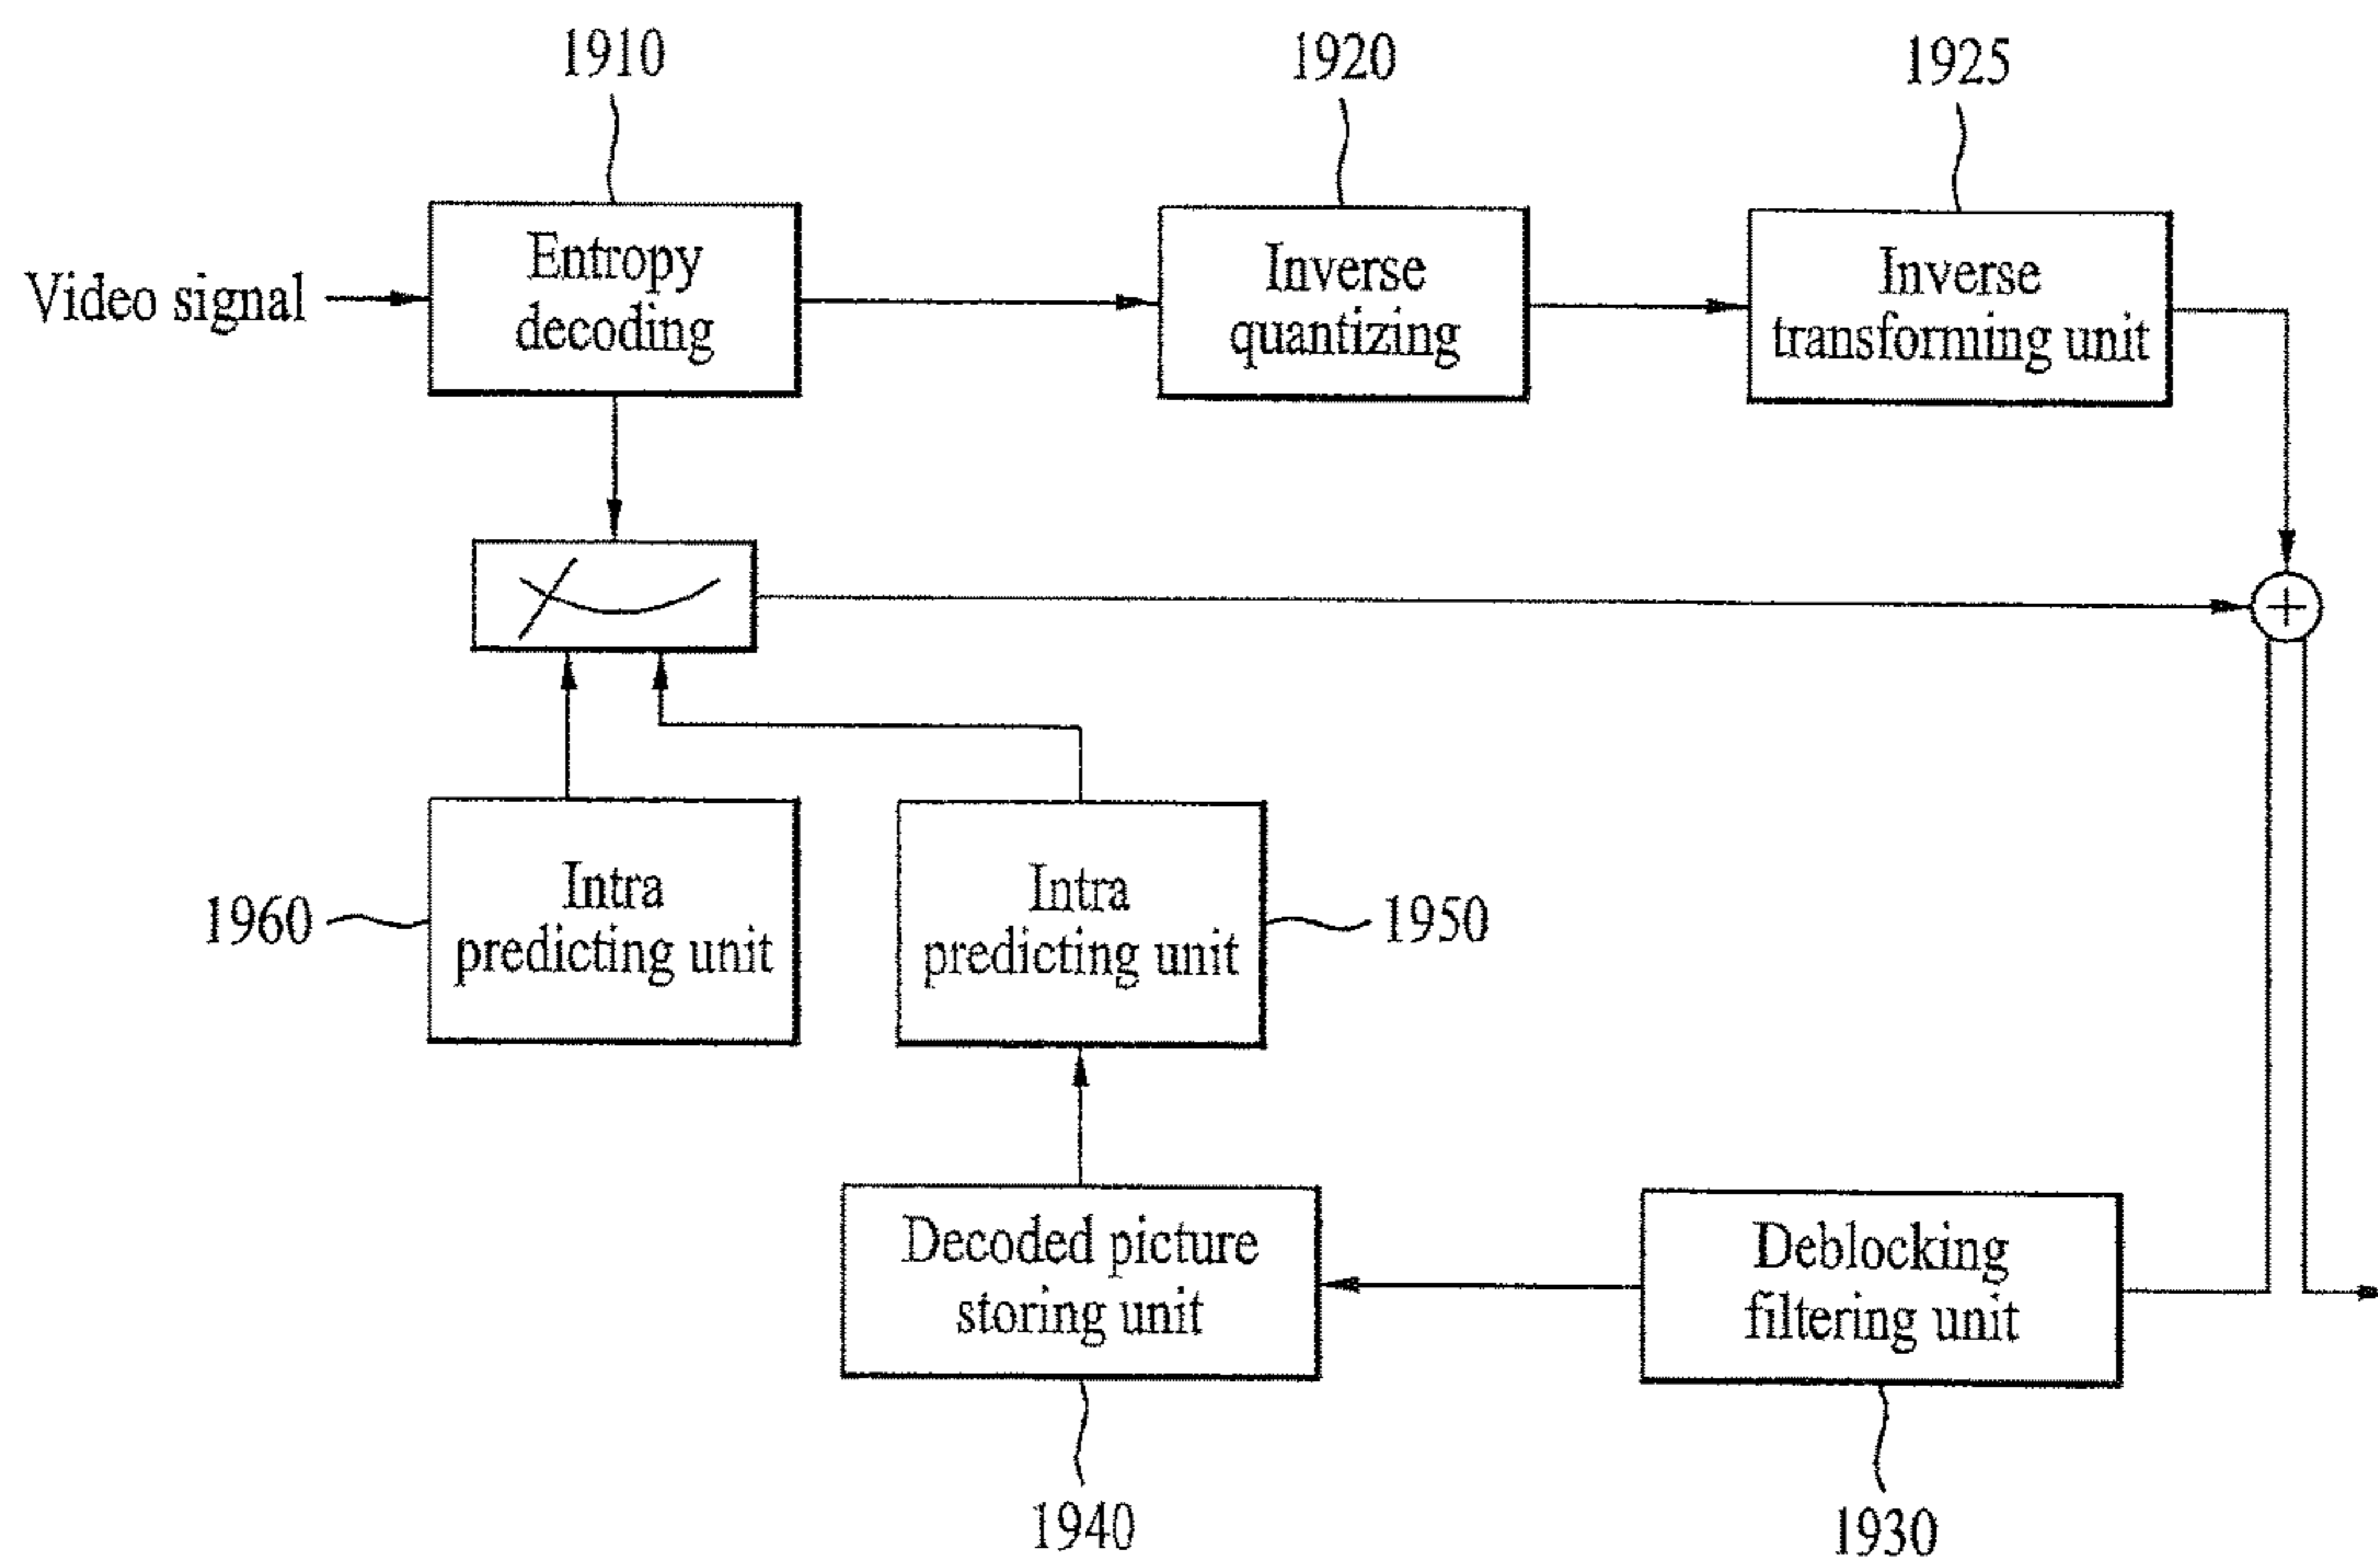 1910
1920
1925
Video signal
Entropy
decoding
Inverse
quantizing
Inverse
transforming unit
+
1960
Intra
predicting unit
Intra
predicting unit
1950
Decoded picture
storing unit
Deblocking
filtering unit
1940
1930